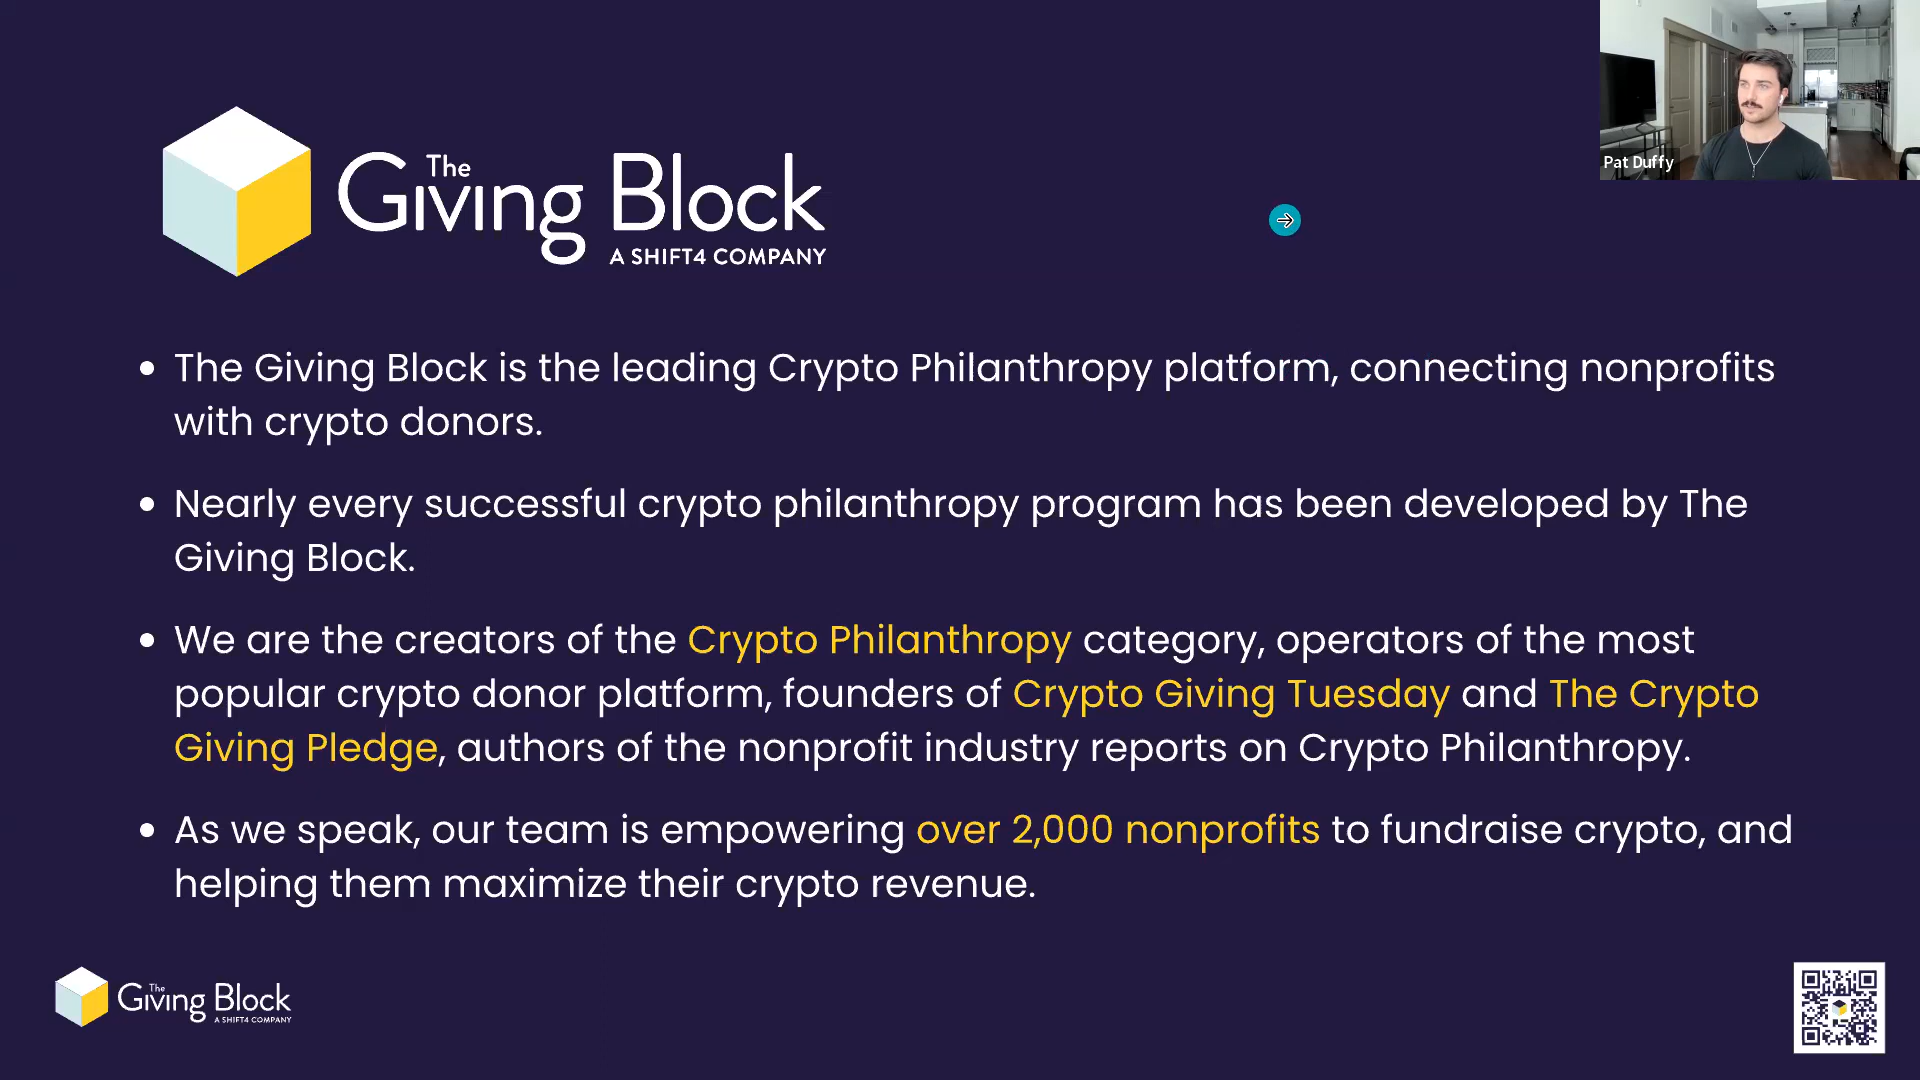 The
Giving Block
A SHIFT4 COMPANY
Pat Duffy
• The Giving Block is the leading Crypto Philanthropy platform, connecting nonprofits
with crypto donors.
• Nearly every successful crypto philanthropy program has been developed by The
Giving Block.
• We are the creators of the Crypto Philanthropy category, operators of the most
popular crypto donor platform, founders of Crypto Giving Tuesday and The Crypto
Giving Pledge, authors of the nonprofit industry reports on Crypto Philanthropy.
• As we speak, our team is empowering over 2,000 nonprofits to fundraise crypto, and
helping them maximize their crypto revenue.
The
Giving Block
A SHIFT4 COMPANY